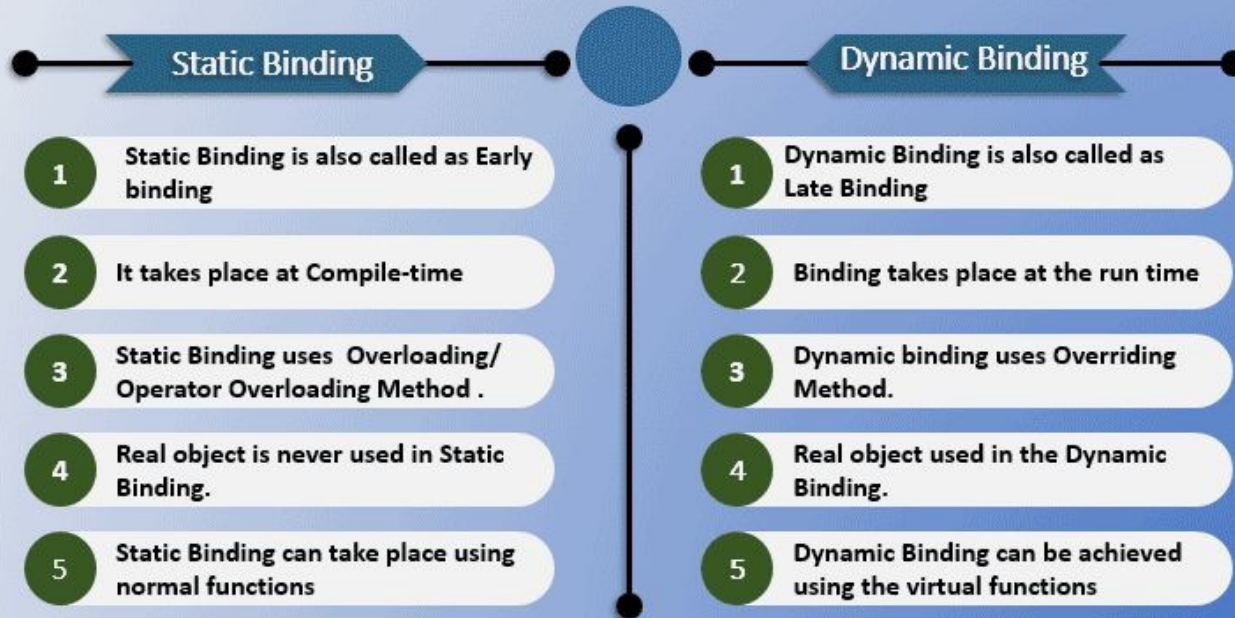 Static Binding
1
Static Binding is also called as Early
binding
2
It takes place at Compile-time
3
Static Binding uses Overloading/
Operator Overloading Method .
4
Real object is never used in Static
Binding.
5
Static Binding can take place using
normal functions
Dynamic Binding
1
Dynamic Binding is also called as
Late Binding
2
Binding takes place at the run time
3
Dynamic binding uses Overriding
Method.
4
Real object used in the Dynamic
Binding.
5
Dynamic Binding can be achieved
using the virtual functions